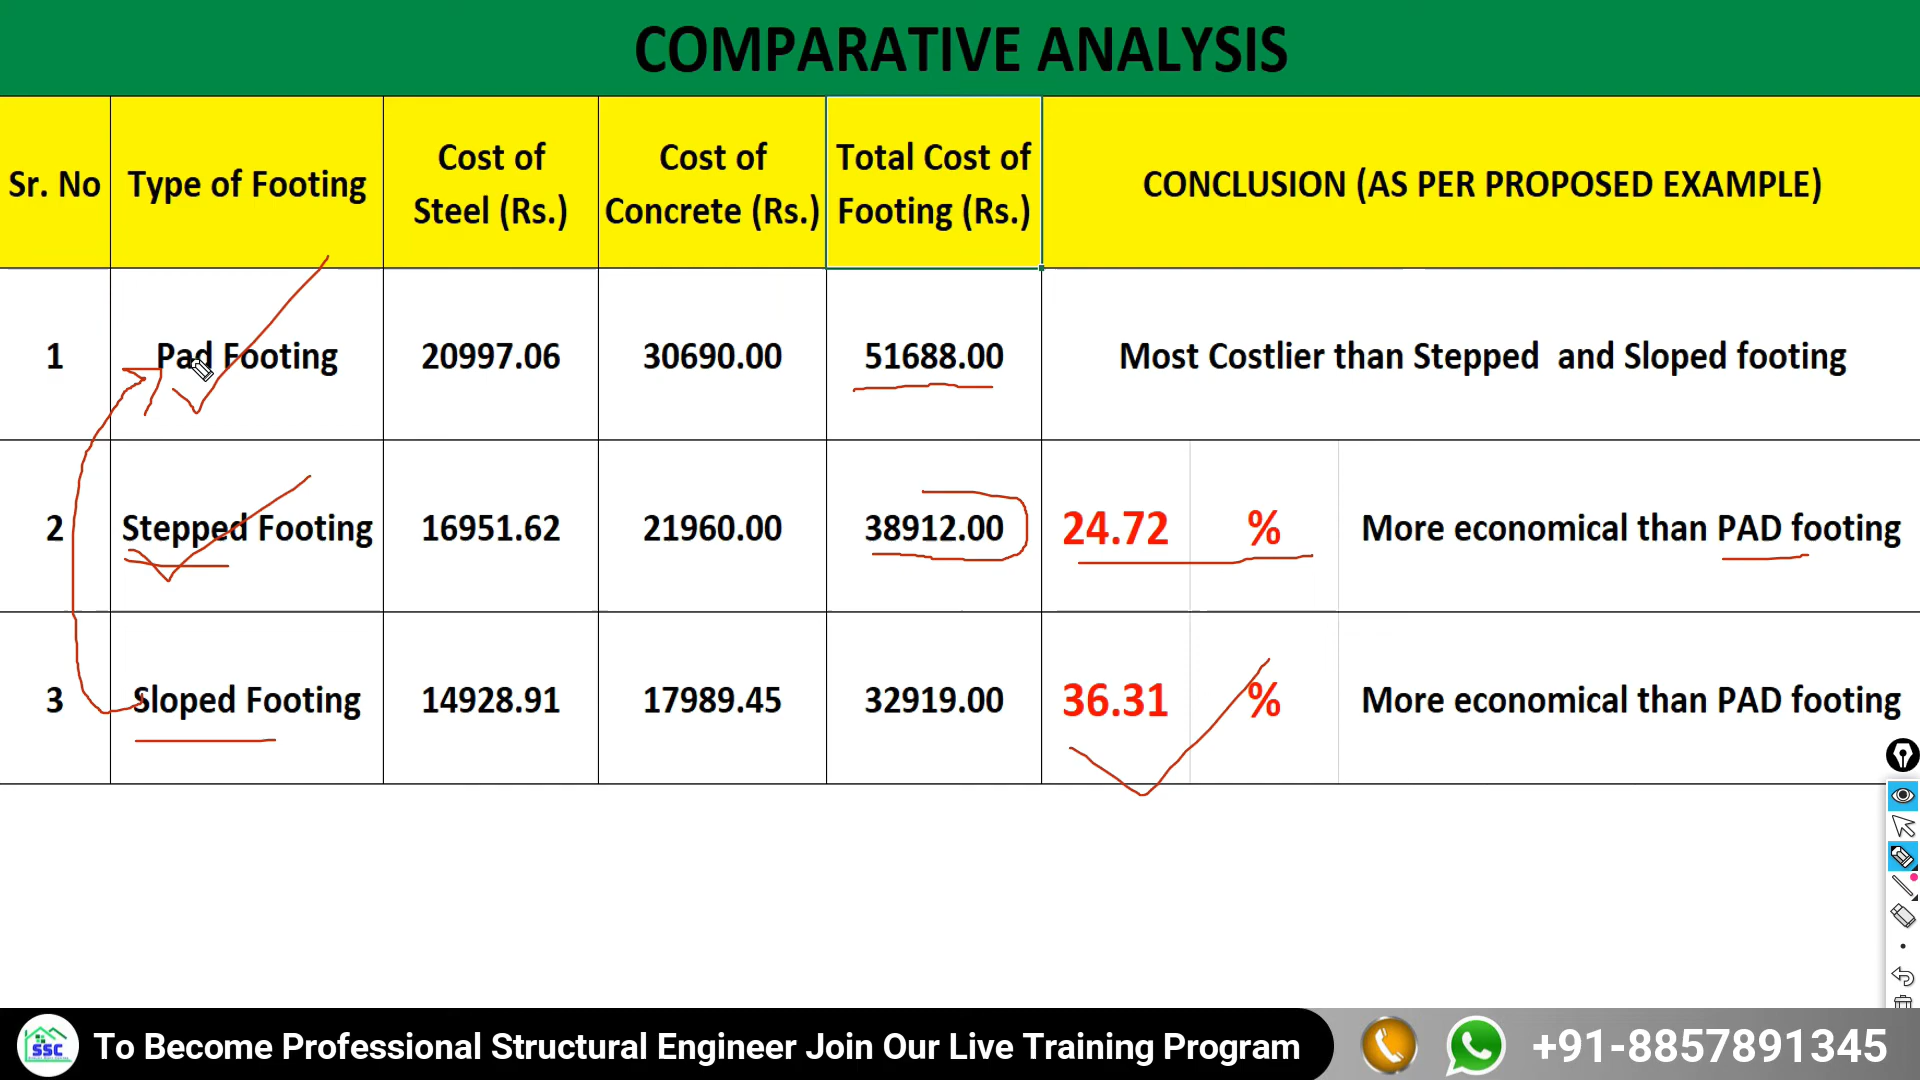 COMPARATIVE ANALYSIS
Sr. No
Type of Footing
Cost of
Steel (Rs.)
Cost of
Concrete (Rs.)
Total Cost of
Footing (Rs.)
CONCLUSION (AS PER PROPOSED EXAMPLE)
1
Pad Footing
20997.06
30690.00
51688.00
Most Costlier than Stepped and Sloped footing
2
Stepped Footing
16951.62
21960.00
38912.00
24.72
%
More economical than PAD footing
3
Sloped Footing
14928.91
17989.45
32919.00
36.31
%
More economical than PAD footing
SSC
To Become Professional Structural Engineer Join Our Live Training Program
+91-8857891345